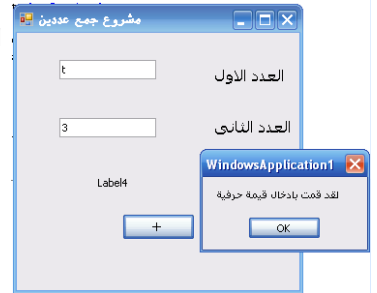 مشروع جمع عددين
t
العدد الاول
3
العدد الثانى
Label4
+
WindowsApplication1
لقد قمت بادخال قيمة حرفية
OK